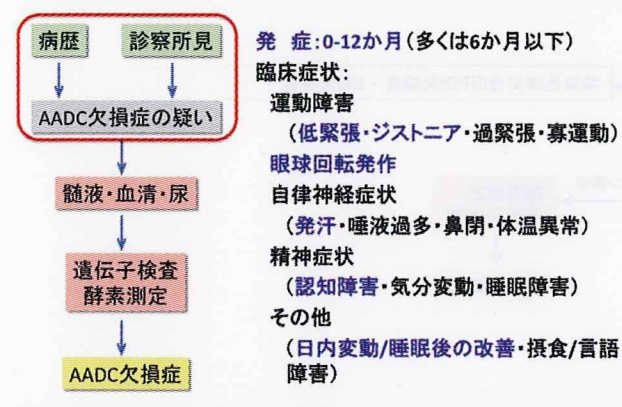 病歴
診察所見
AADC欠損症の疑い
髄液・血清・尿
遺伝子検査
酵素測定
AADC欠損症
発 症:0-12か月(多くは6か月以下)
臨床症状:
運動障害
(低緊張・ジストニア・過緊張・寡運動)
眼球回転発作
自律神経症状
(発汗・唾液過多・鼻閉・体温異常)
精神症状
(認知障害・気分変動・睡眠障害)
その他
(日内変動/睡眠後の改善・摂食/言語
障害)